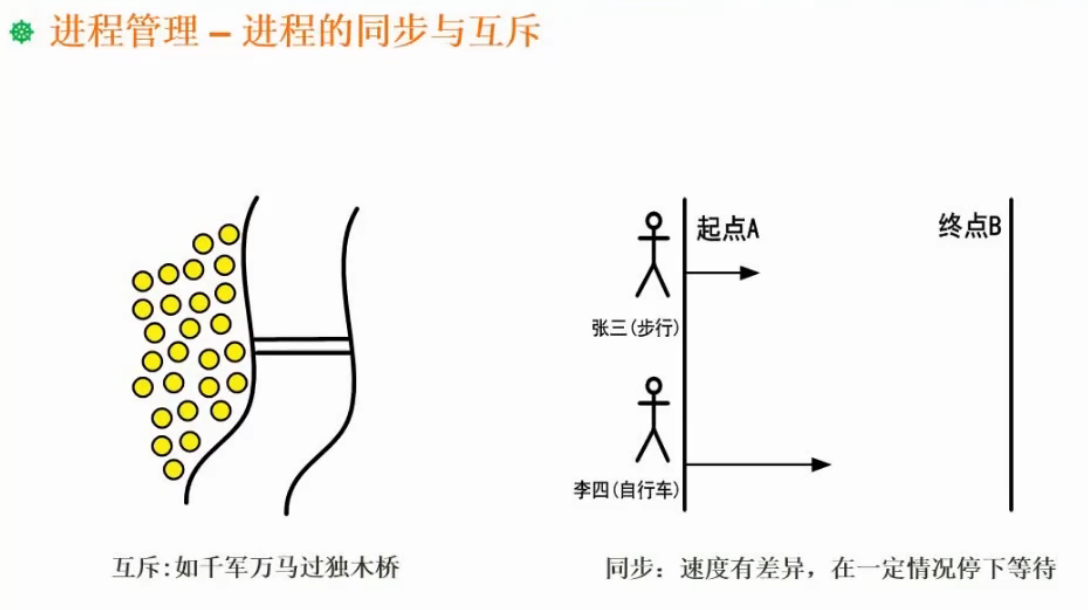 进程管理 – 进程的同步与互斥
起点A
终点B
张三(步行)
李四(自行车)
互斥:如千军万马过独木桥
同步：速度有差异，在一定情况停下等待